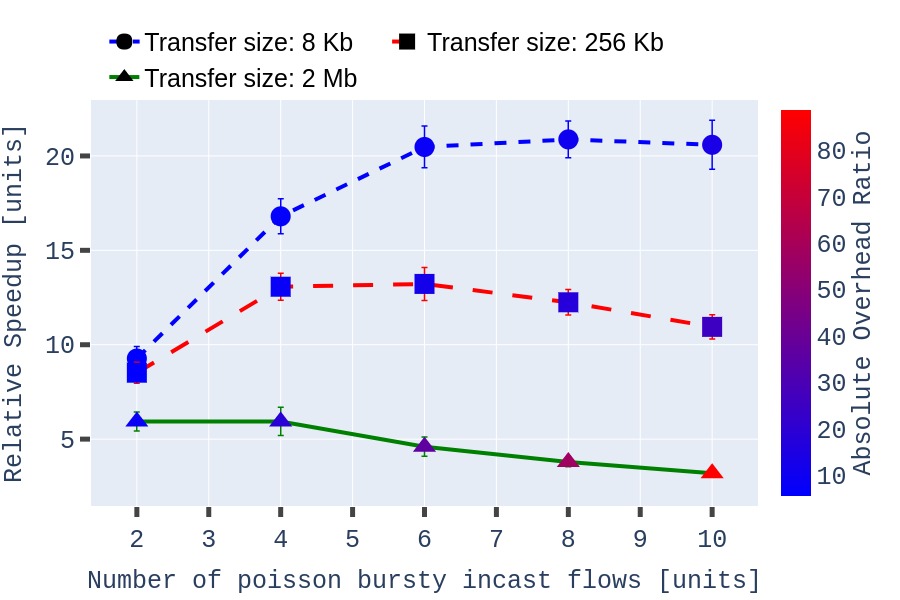 Transfer size: 8 Kb Transfer size: 256 Kb
Transfer size: 2 Mb
Relative Speedup [units]
20
15
10
5
2 3 4 5 6 7 8 9 10
Number of poisson bursty incast flows [units]
80
70
60
50
40
30
20
10
Absolute Overhead Ratio